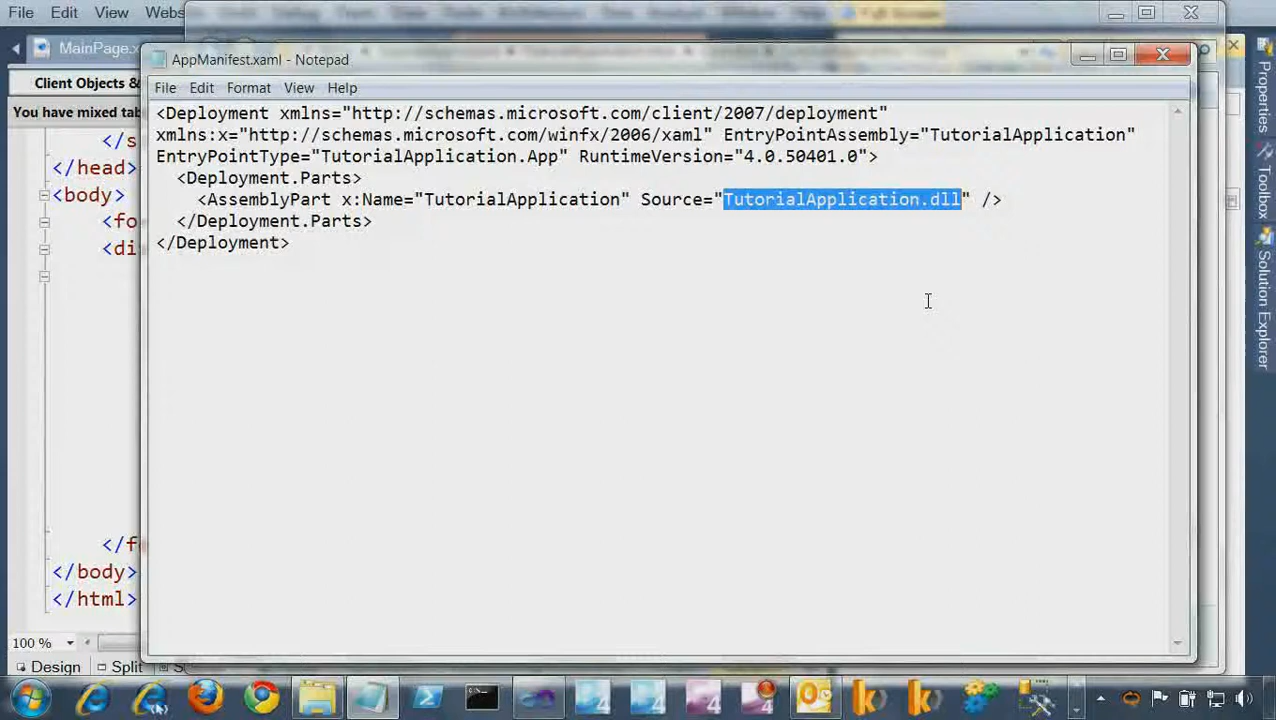 File Edit View Webs
MainPage.x
AppManifest.xaml - Notepad
Client Objects &
File Edit Format View Help
You have mixed tab
<Deployment xmlns="http://schemas.microsoft.com/client/2007/deployment"
xmlns:x="http://schemas.microsoft.com/winfx/2006/xaml" EntryPointAssembly="TutorialApplication"
EntryPointType="TutorialApplication.App" RuntimeVersion="4.0.50401.0">
<Deployment.Parts>
<AssemblyPart x:Name="TutorialApplication" Source="TutorialApplication.dll" />
</Deployment.Parts>
</Deployment>
</s
</head>
<body>
<fo
<div
</f
</body>
</html>
100 %
Design Split S
Properties
Toolbox
Solution Explorer